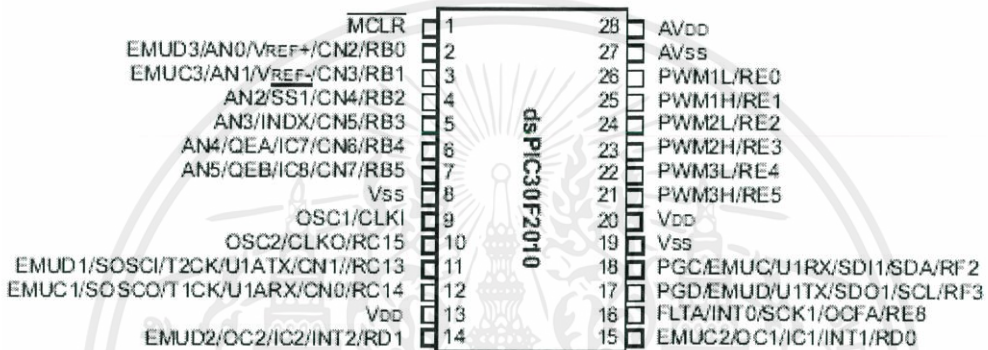 MCLR 1 28 AVDD
EMUD3/AN0/VREF+/CN2/RB0 2 27 AVSS
EMUC3/AN1/VREF-/CN3/RB1 3 26 PWM1L/RE0
AN2/SS1/CN4/RB2 4 25 PWM1H/RE1
AN3/INDX/CN5/RB3 5 24 PWM2L/RE2
AN4/QEA/IC7/CN6/RB4 6 23 PWM2H/RE3
AN5/QEB/IC8/CN7/RB5 7 22 PWM3L/RE4
VSS 8 21 PWM3H/RE5
OSC1/CLKI 9 20 VDD
OSC2/CLKO/RC15 10 19 VSS
EMUD1/SOSCI/T2CK/U1ATX/CN1//RC13 11 18 PGC/EMUC/U1RX/SDI1/SDA/RF2
EMUC1/SOSCO/T1CK/U1ARX/CN0/RC14 12 17 PGD/EMUD/U1TX/SDO1/SCL/RF3
VDD 13 16 FLTA/INT0/SCK1/OCFA/RE8
EMUD2/OC2/IC2/INT2/RD1 14 15 EMUC2/OC1/IC1/INT1/RD0
dsPIC30F2010